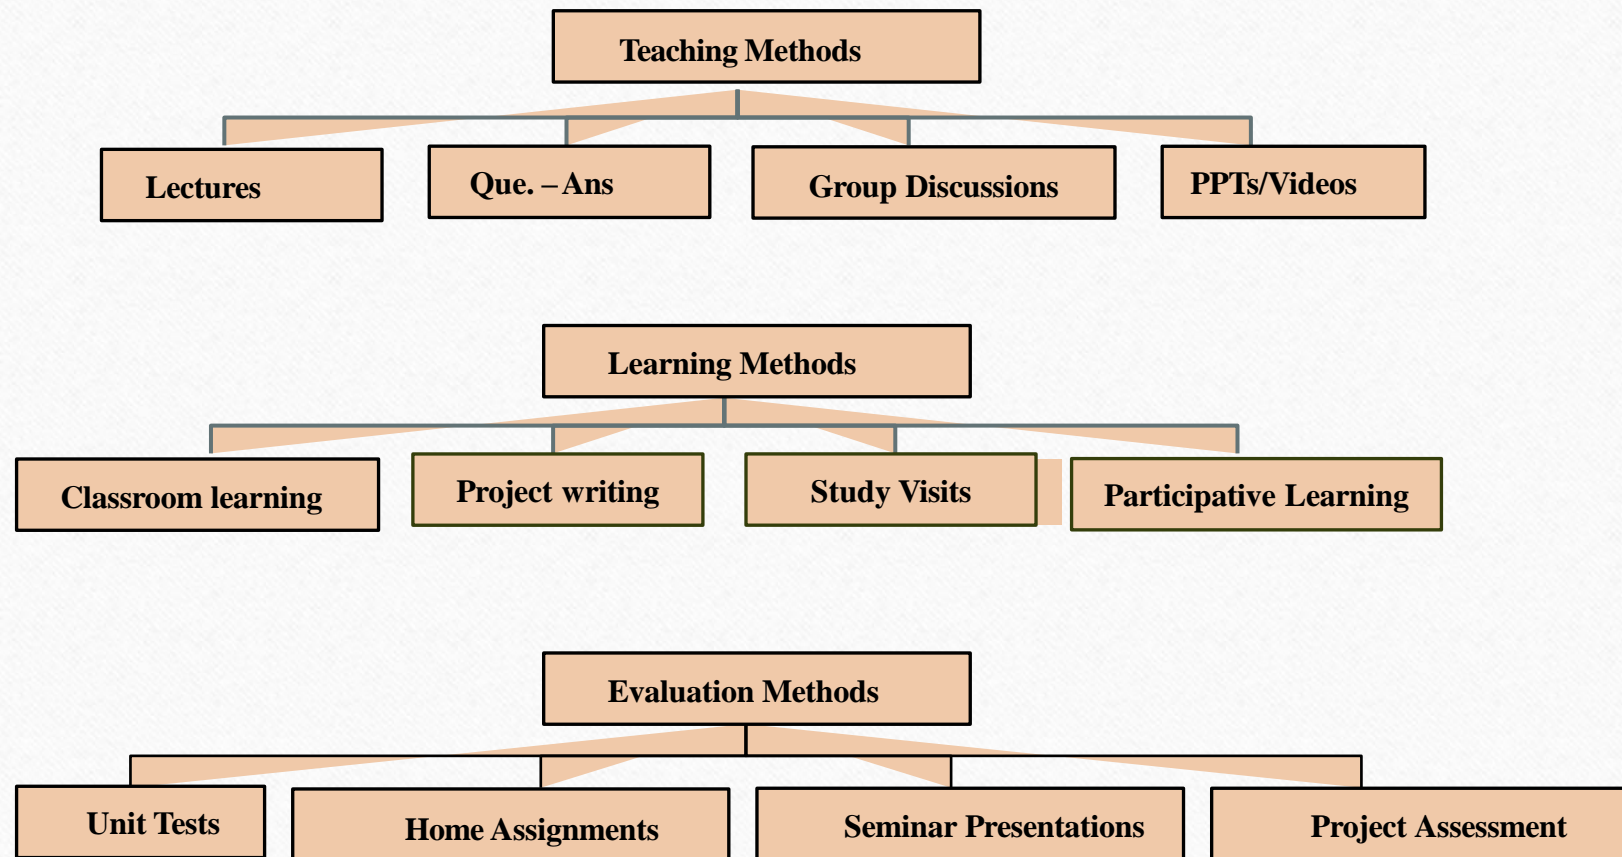 Teaching Methods
Lectures
Que. – Ans
Group Discussions
PPTs/Videos
Learning Methods
Classroom learning
Project writing
Study Visits
Participative Learning
Evaluation Methods
Unit Tests
Home Assignments
Seminar Presentations
Project Assessment